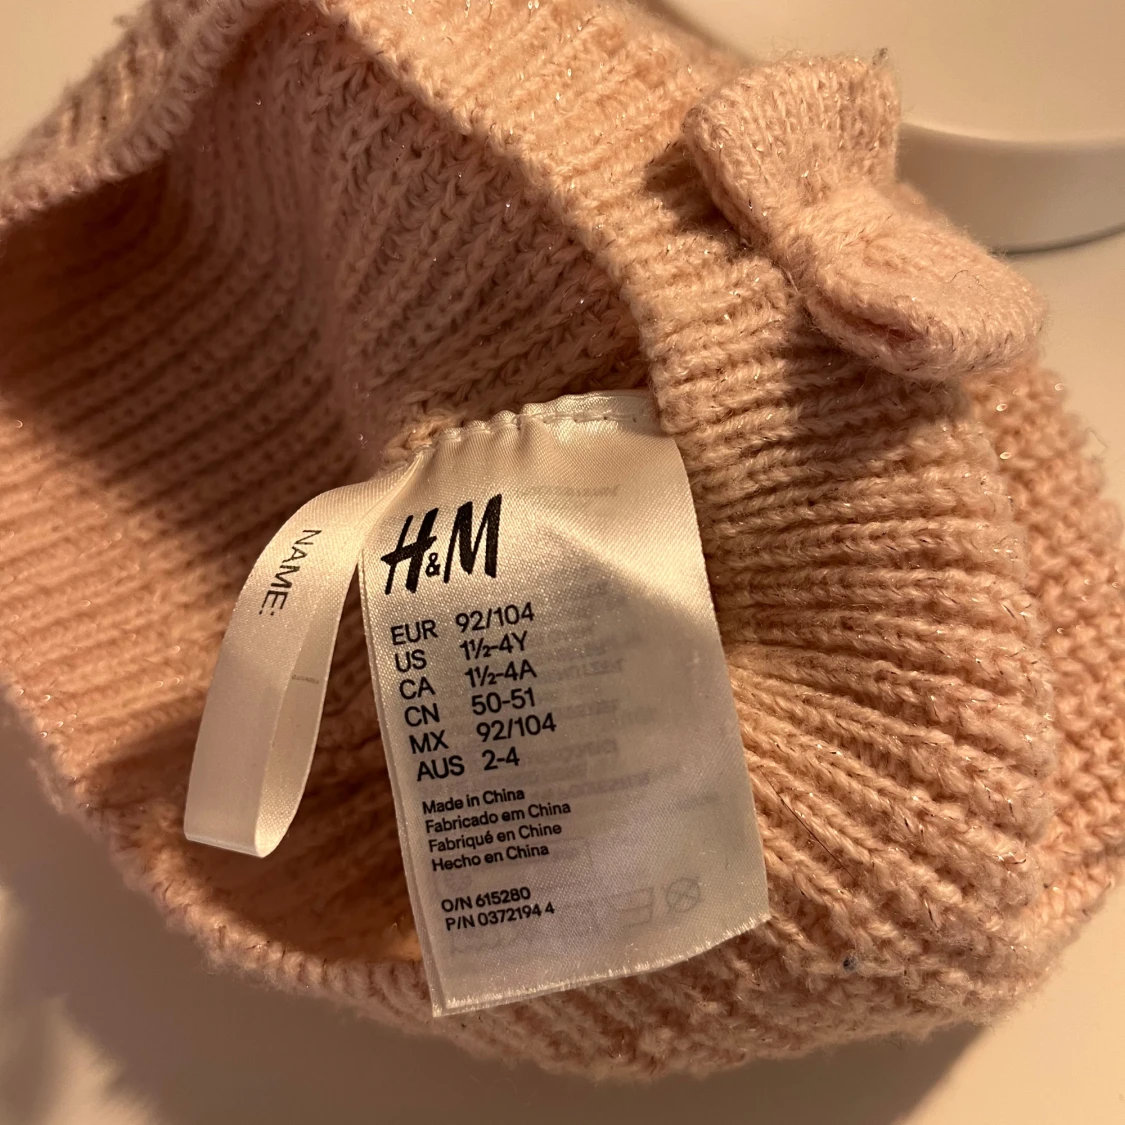 NAME:
H&M
EUR 92/104
US 1½-4Y
CA 1½-4A
CN 50-51
MX 92/104
AUS 2-4
Made in China
Fabricado em China
Fabriqué en Chine
Hecho en China
O/N 615280
P/N 0372194 4